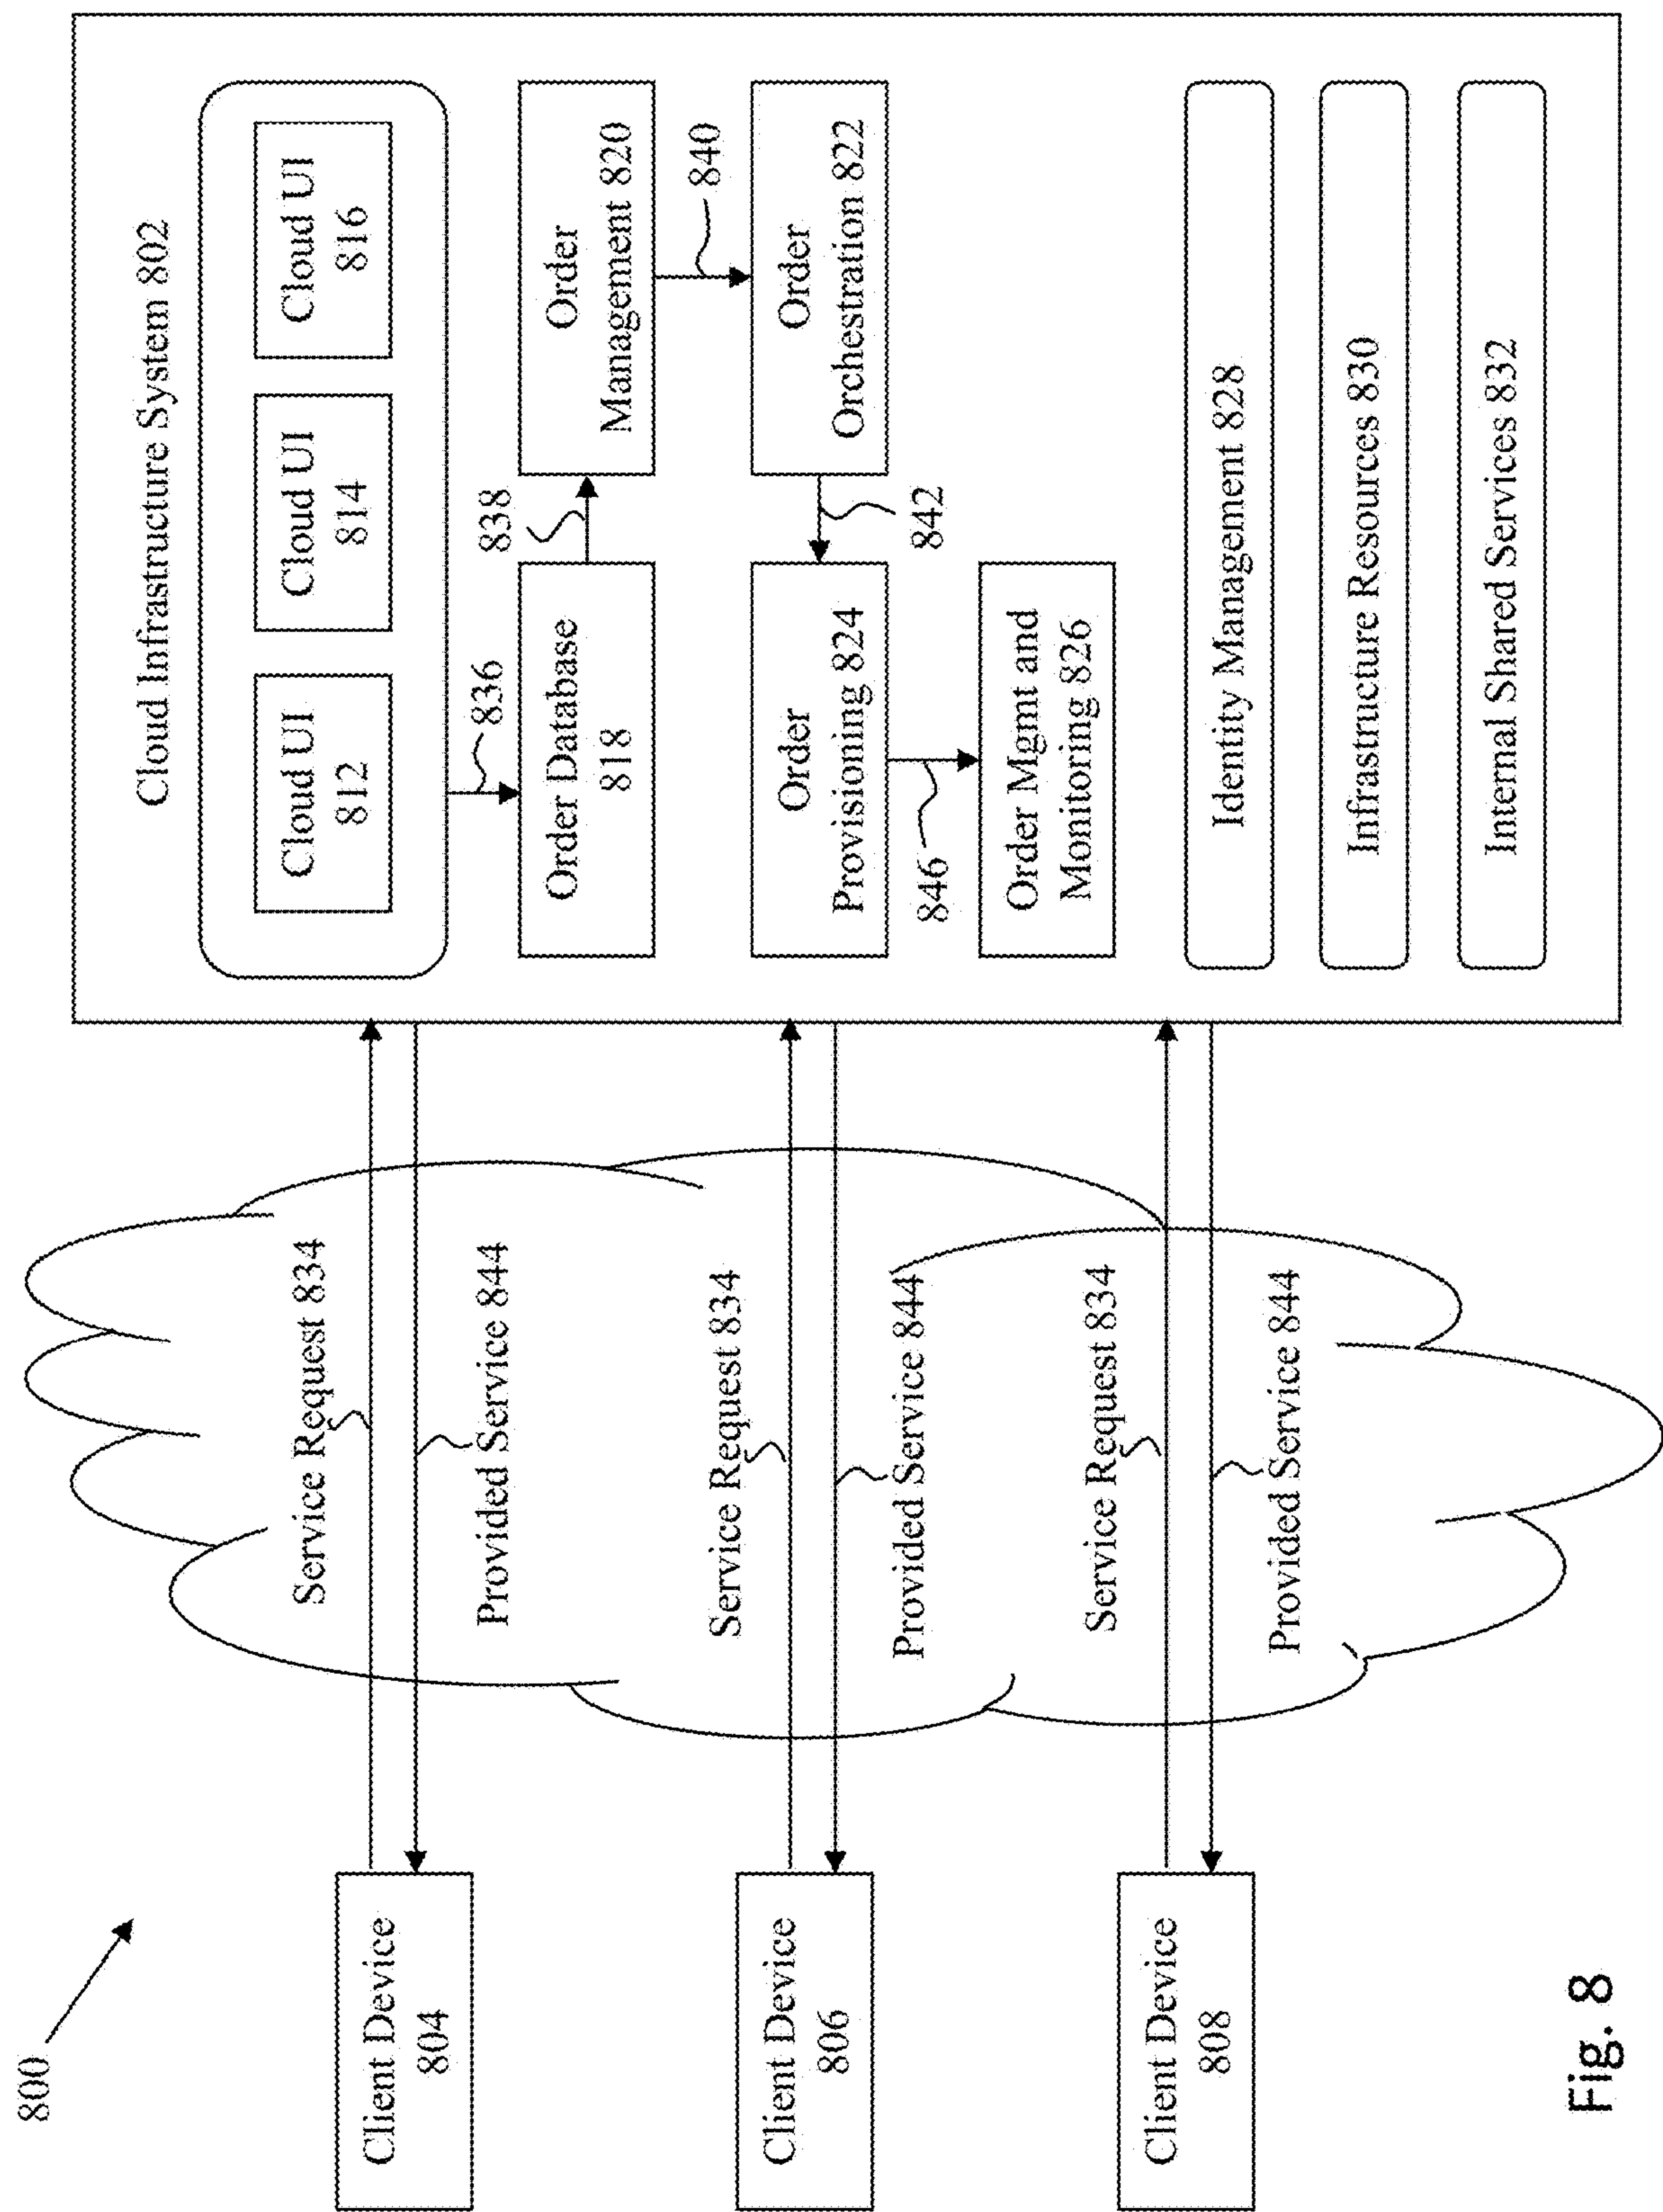 800
Cloud Infrastructure System 802
Cloud UI
812
Cloud UI
814
Cloud UI
816
836
838
Order Database
818
Order
Management 820
840
Order
Provisioning 824
Order
Orchestration 822
842
846
Order Mgmt and
Monitoring 826
Identity Management 828
Infrastructure Resources 830
Internal Shared Services 832
Client Device
804
Service Request 834
Provided Service 844
Client Device
806
Service Request 834
Provided Service 844
Client Device
808
Service Request 834
Provided Service 844
Fig. 8